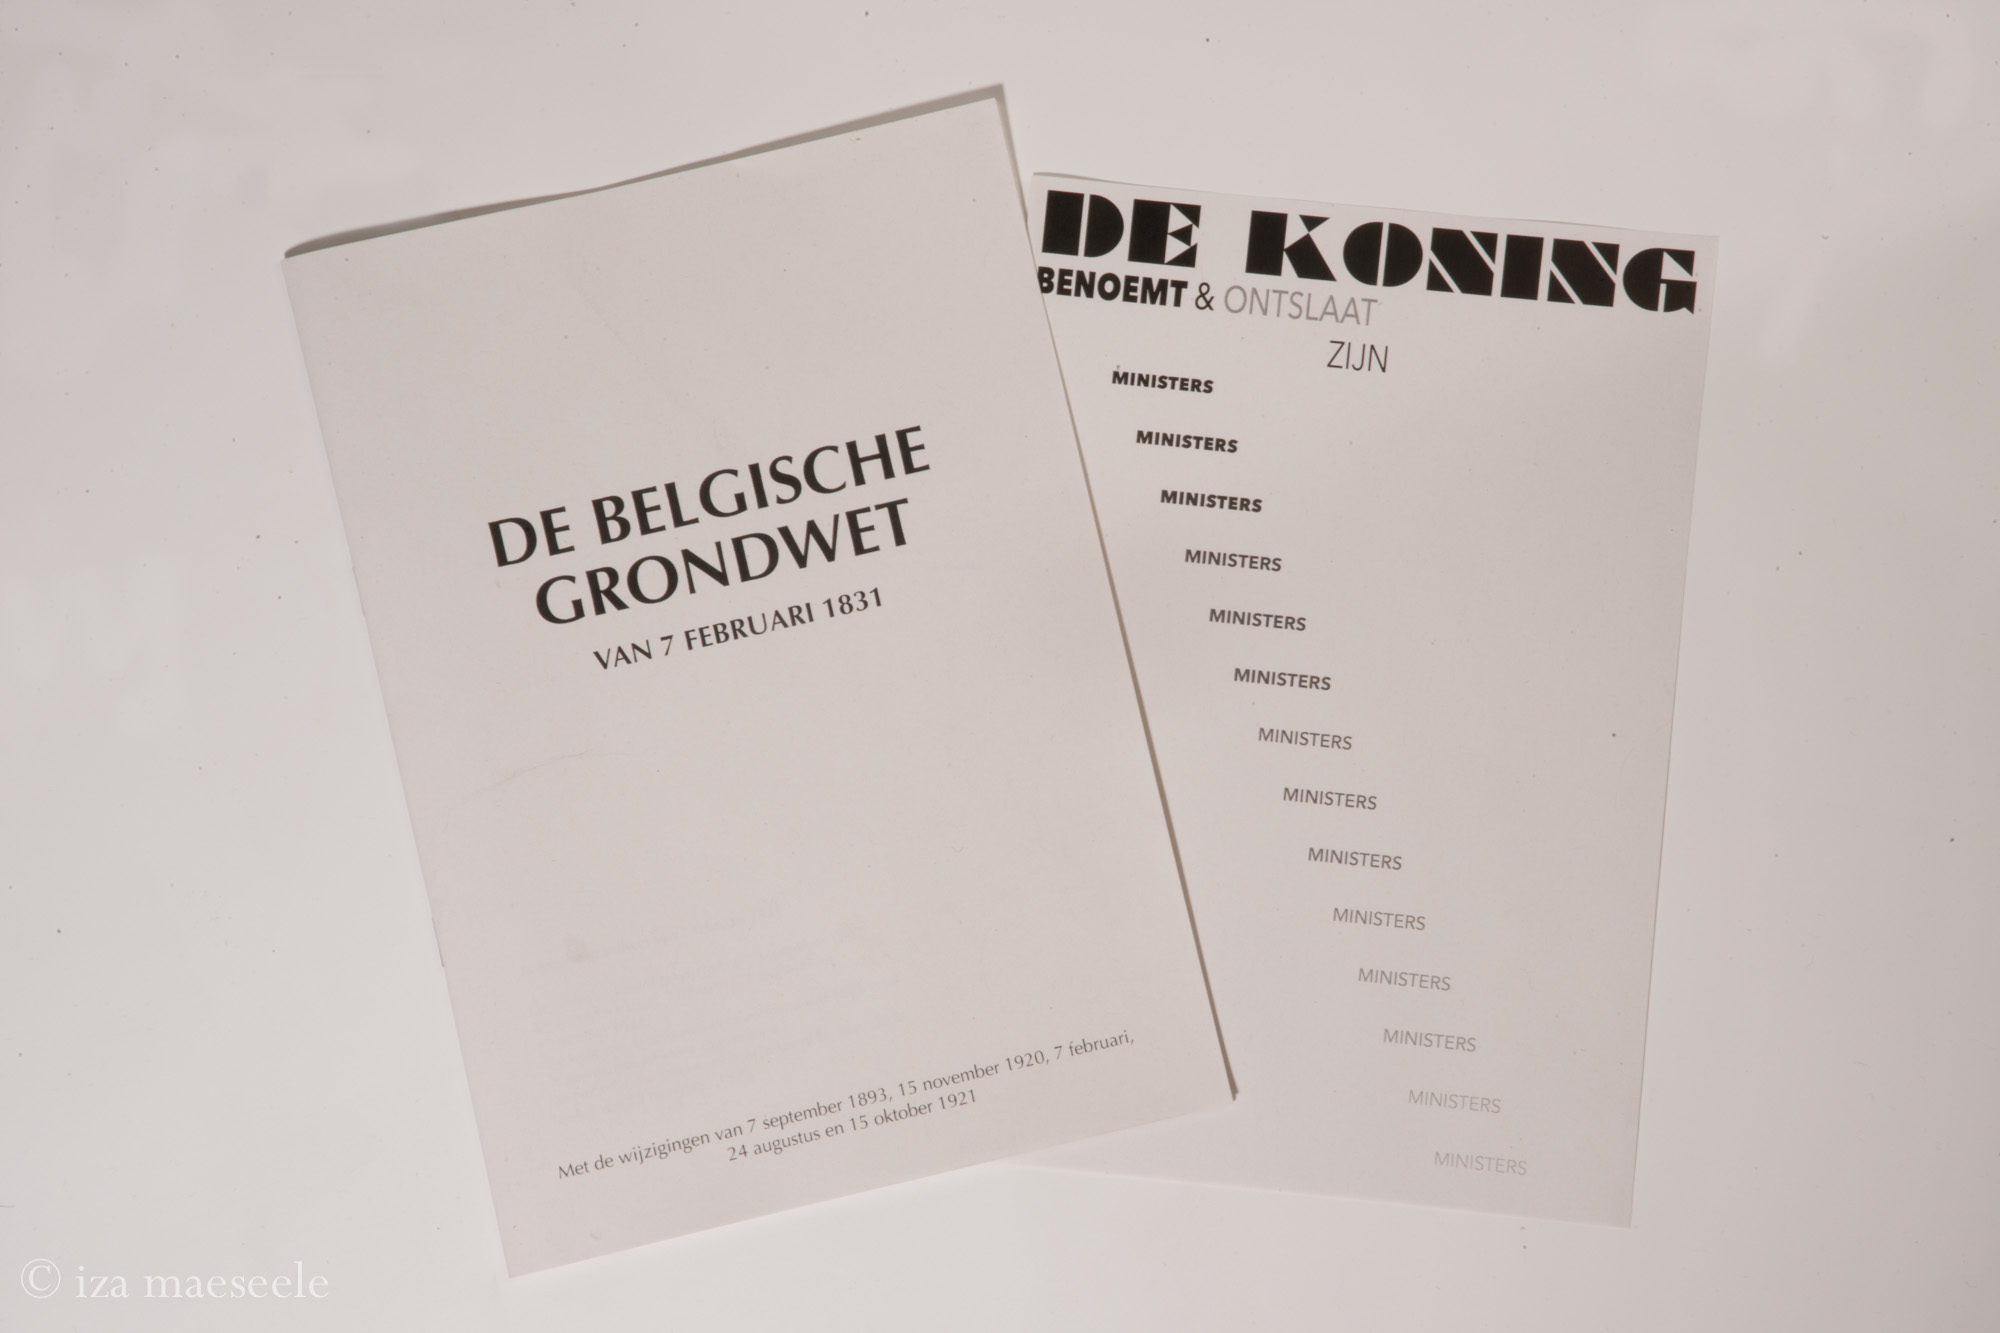 DE BELGISCHE
GRONDWET
VAN 7 FEBRUARI 1831
Met de wijzigingen van 7 september 1893, 15 november 1920, 7 februari,
24 augustus en 15 oktober 1921
DE KONING
BENOEMT & ONTSLAAT
ZIJN
MINISTERS
MINISTERS
MINISTERS
MINISTERS
MINISTERS
MINISTERS
MINISTERS
MINISTERS
MINISTERS
MINISTERS
MINISTERS
MINISTERS
MINISTERS
MINISTERS
© iza maeseele